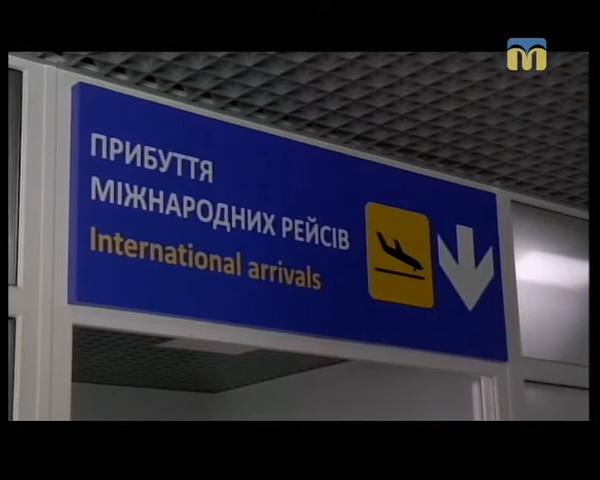 ПРИБУТТЯ
МІЖНАРОДНИХ РЕЙСІВ
International arrivals